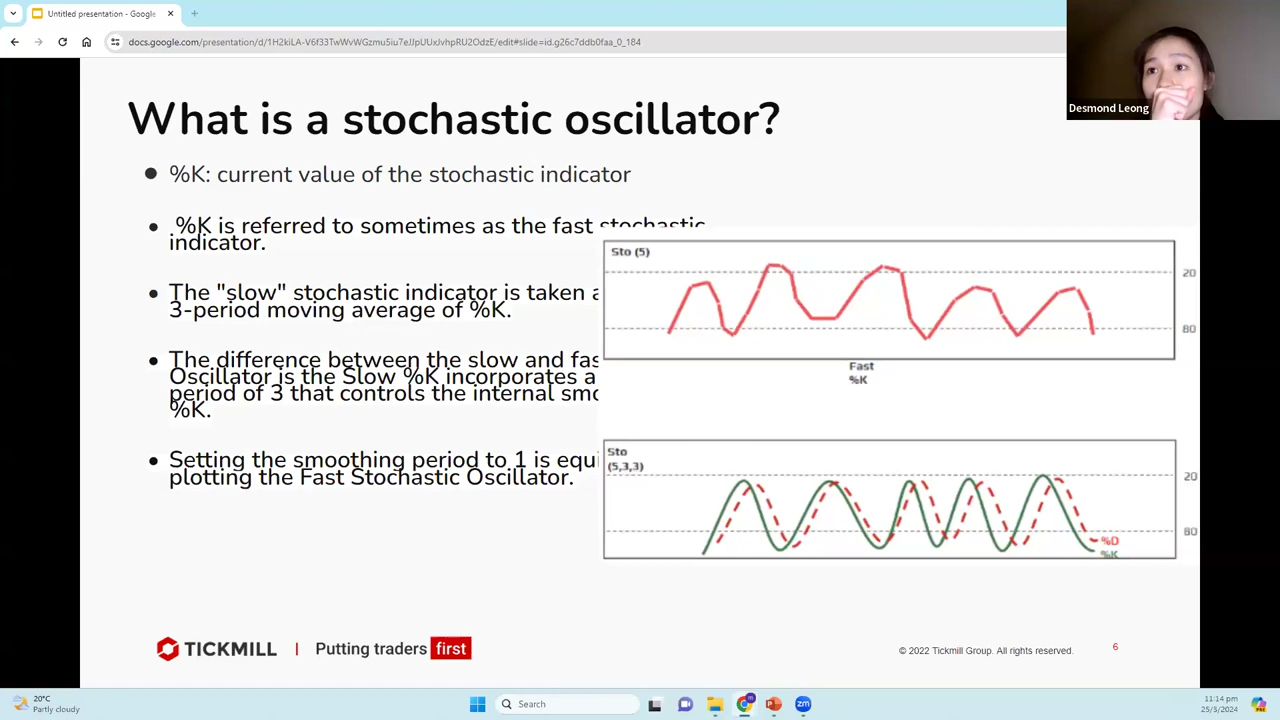 Untitled presentation - Google
docs.google.com/presentation/d/1H2kiLA-V6f33TwWvWGzmu5iu7eJJpUUxJvhpRU2OdzE/edit#slide=id.g26c7ddb0faa_0_184
Desmond Leong
What is a stochastic oscillator?
%K: current value of the stochastic indicator
%K is referred to sometimes as the fast stochastic
indicator.
The "slow" stochastic indicator is taken a
3-period moving average of %K.
The difference between the slow and fas
Oscillator is the Slow %K incorporates a
period of 3 that controls the internal smo
%K.
Setting the smoothing period to 1 is equi
plotting the Fast Stochastic Oscillator.
Sto (5)
20
80
Fast
%K
Sto
(5,3,3)
20
80
%D
%K
TICKMILL | Putting traders first
© 2022 Tickmill Group. All rights reserved.
6
20°C
Partly cloudy
Search
zm
11:14 pm
25/3/2024